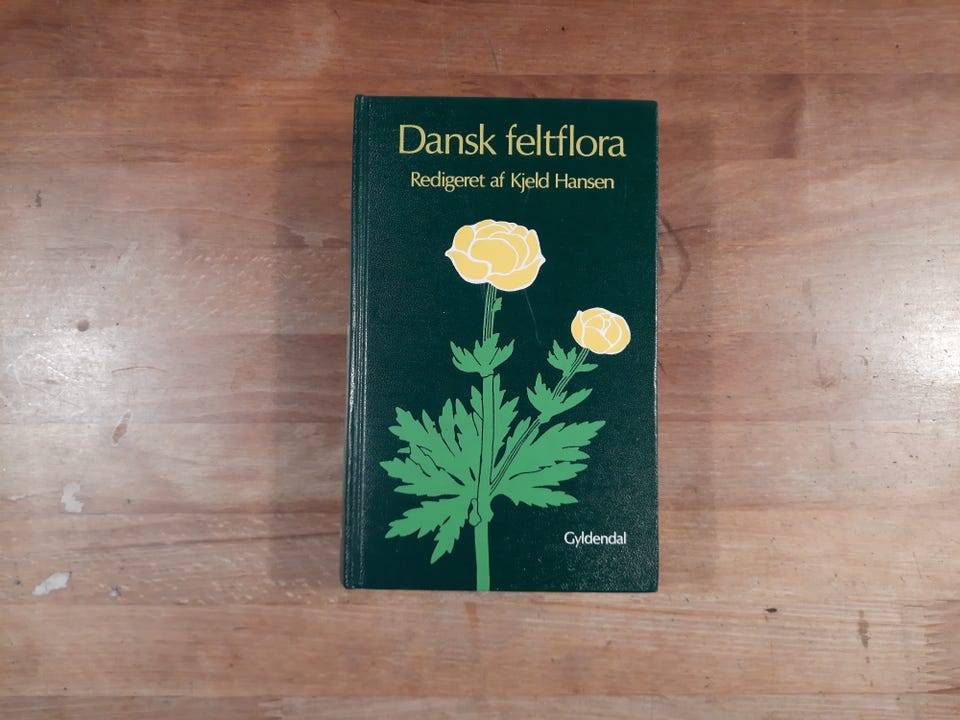 Dansk feltflora
Redigeret af Kjeld Hansen
Gyldendal